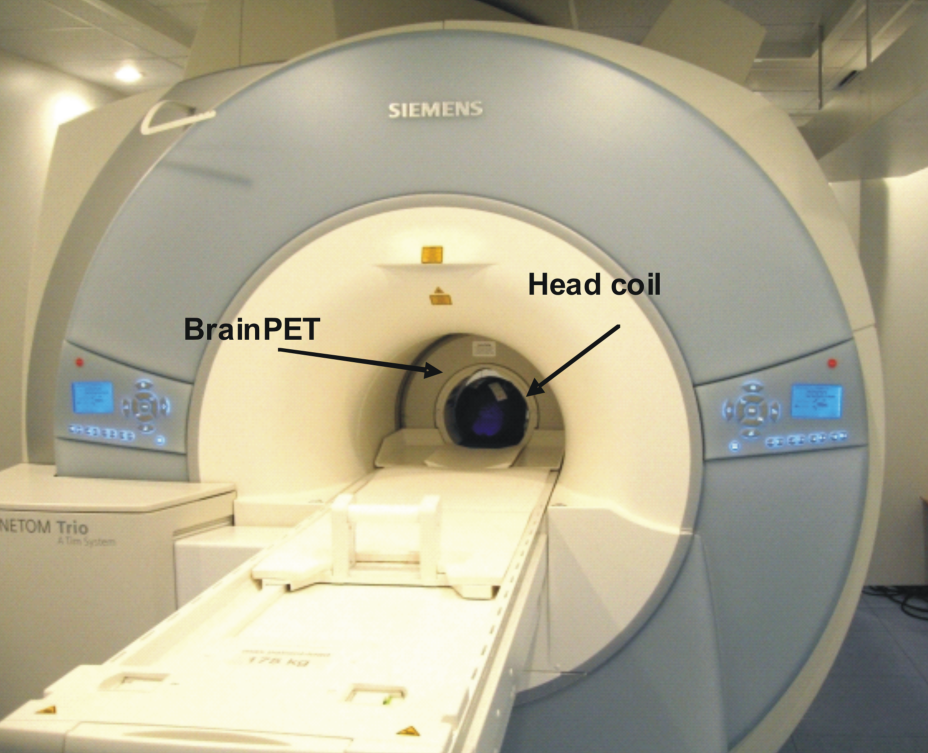 SIEMENS
Head coil
BrainPET
NETOM Trio
A Tim System
175 kg